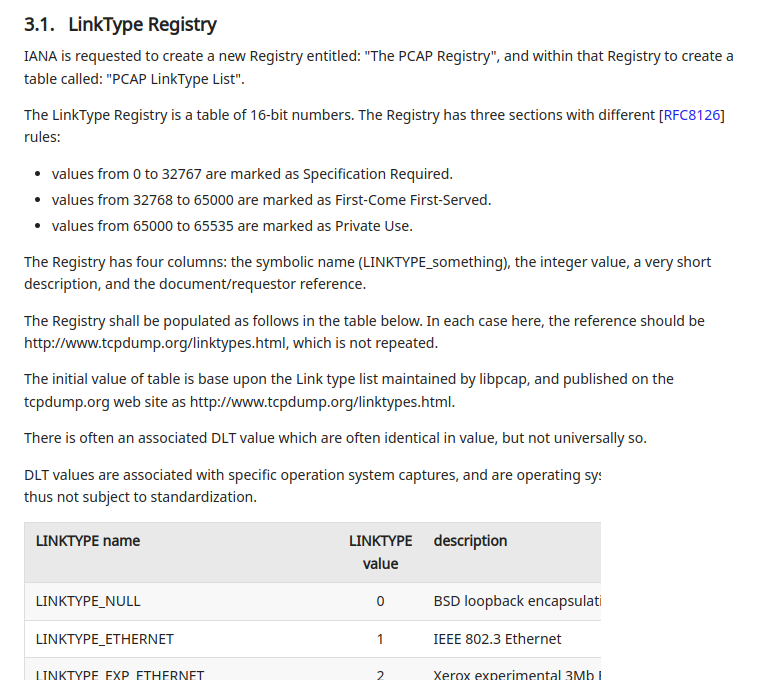 3.1. LinkType Registry
IANA is requested to create a new Registry entitled: "The PCAP Registry", and within that Registry to create a
table called: "PCAP LinkType List".
The LinkType Registry is a table of 16-bit numbers. The Registry has three sections with different [RFC8126]
rules:
• values from 0 to 32767 are marked as Specification Required.
• values from 32768 to 65000 are marked as First-Come First-Served.
• values from 65000 to 65535 are marked as Private Use.
The Registry has four columns: the symbolic name (LINKTYPE_something), the integer value, a very short
description, and the document/requestor reference.
The Registry shall be populated as follows in the table below. In each case here, the reference should be
http://www.tcpdump.org/linktypes.html, which is not repeated.
The initial value of table is base upon the Link type list maintained by libpcap, and published on the
tcpdump.org web site as http://www.tcpdump.org/linktypes.html.
There is often an associated DLT value which are often identical in value, but not universally so.
DLT values are associated with specific operation system captures, and are operating sys
thus not subject to standardization.
LINKTYPE name LINKTYPE description
value
LINKTYPE_NULL 0 BSD loopback encapsulati
LINKTYPE_ETHERNET 1 IEEE 802.3 Ethernet
LINKTYPE_EXP_ETHERNET 2 Xerox experimental 3Mb